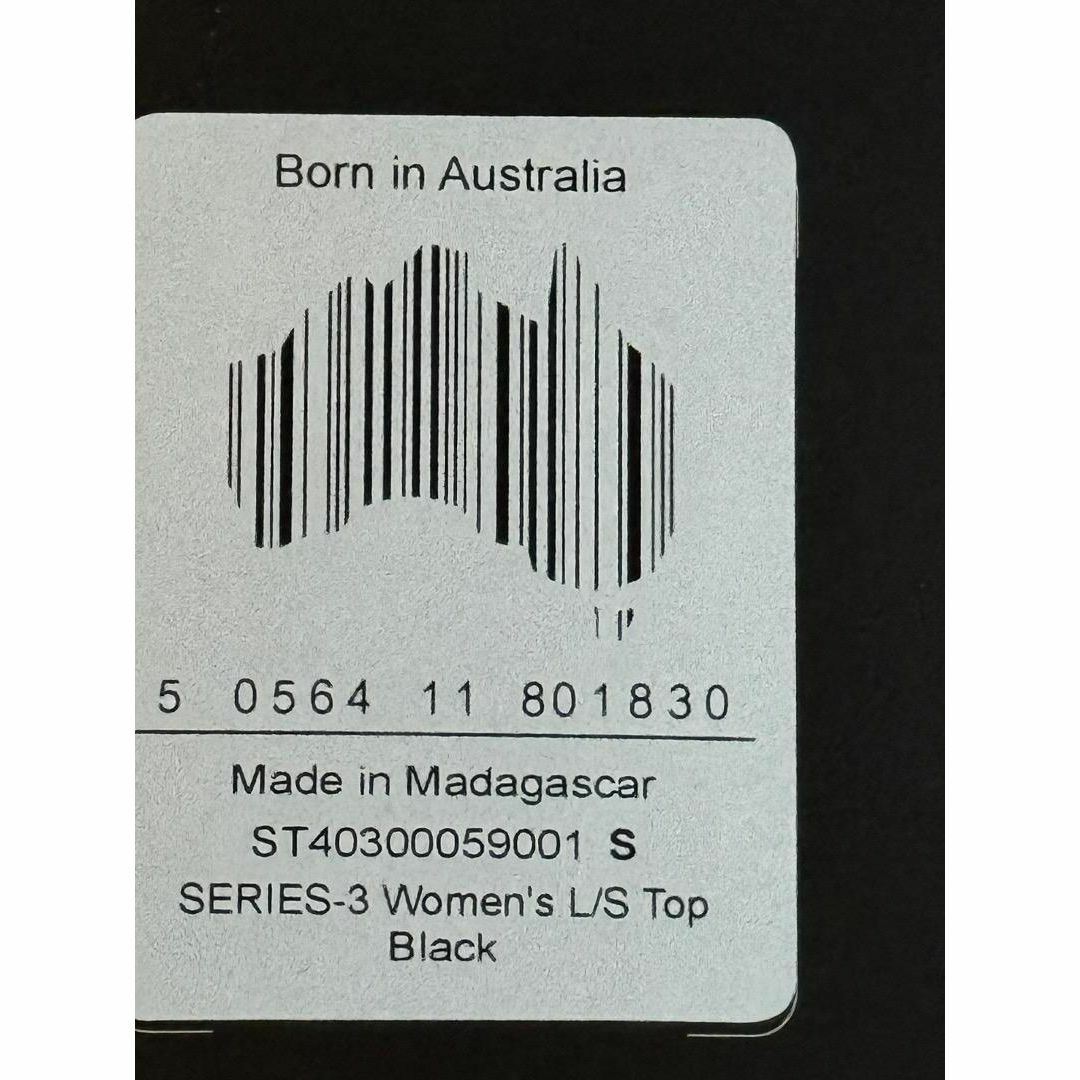 Born in Australia
5 0564 11 801830
Made in Madagascar
ST40300059001 S
SERIES-3 Women's L/S Top
Black